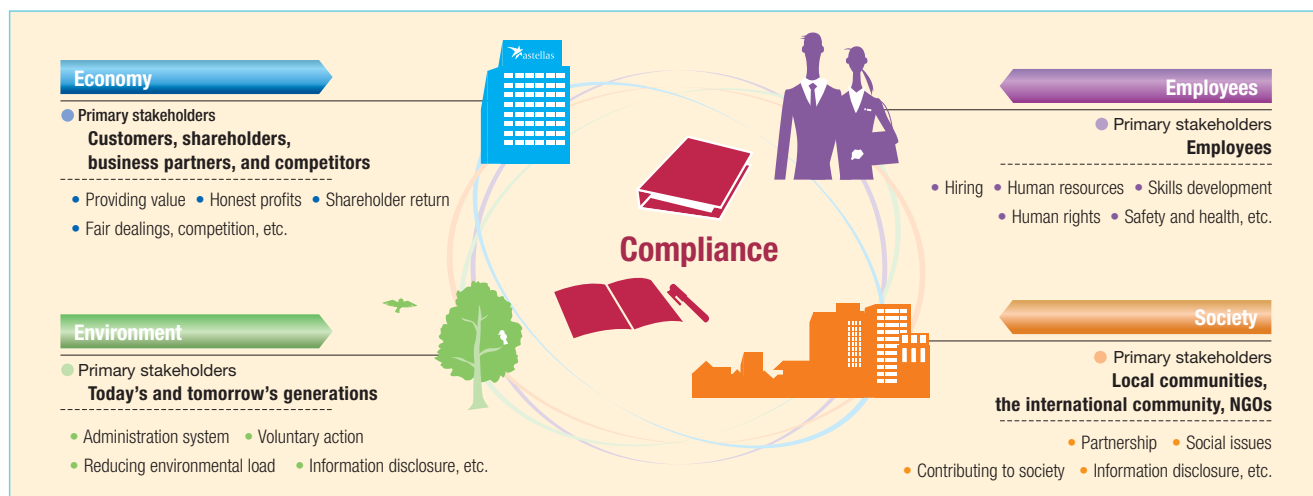 astellas
Economy
Primary stakeholders
Customers, shareholders,
business partners, and competitors
• Providing value • Honest profits • Shareholder return
• Fair dealings, competition, etc.
Employees
Primary stakeholders
Employees
• Hiring • Human resources • Skills development
• Human rights • Safety and health, etc.
Compliance
Environment
Primary stakeholders
Today's and tomorrow's generations
• Administration system • Voluntary action
• Reducing environmental load • Information disclosure, etc.
Society
Primary stakeholders
Local communities,
the international community, NGOs
• Partnership • Social issues
• Contributing to society • Information disclosure, etc.